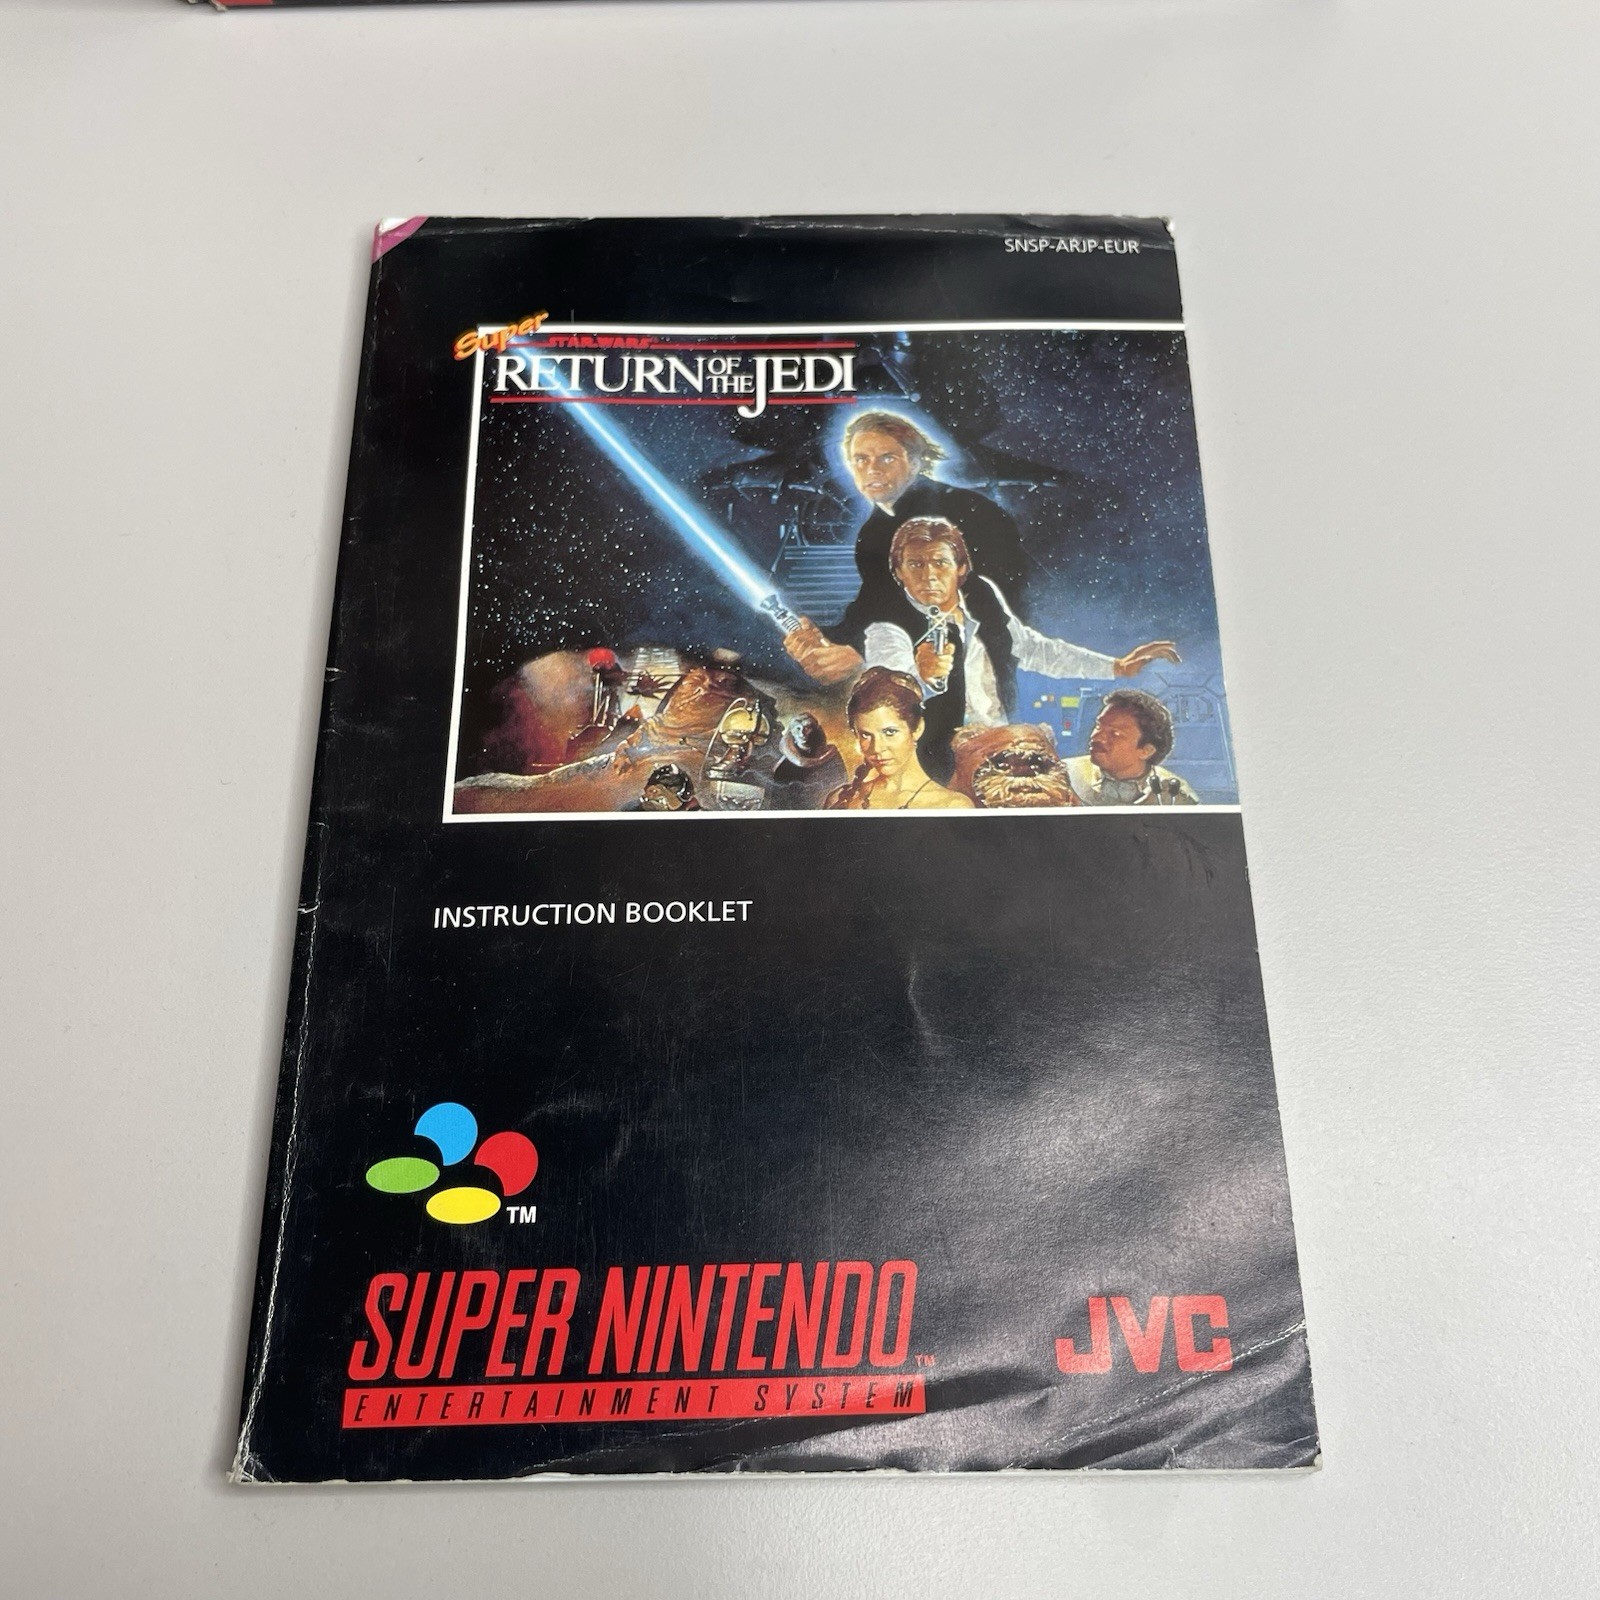 SNSP-ARJP-EUR
Super
STAR WARS
RETURN OF THE JEDI
INSTRUCTION BOOKLET
TM
SUPER NINTENDO TM
ENTERTAINMENT SYSTEM
JVC